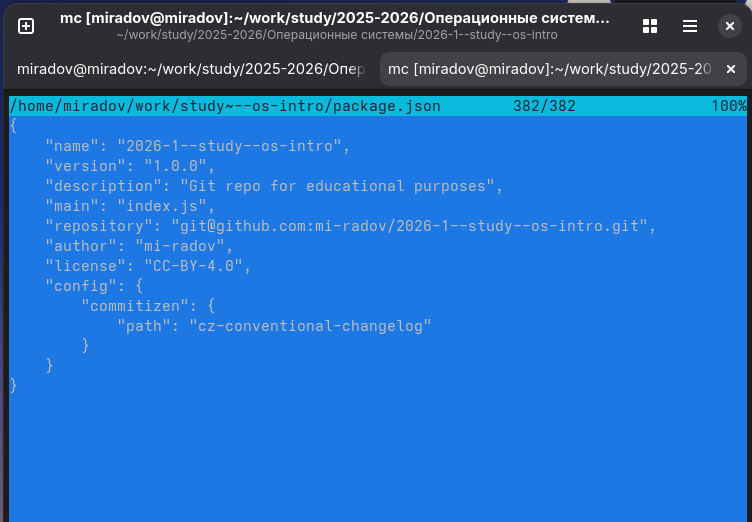 mc [miradov@miradov]:~/work/study/2025-2026/Операционные систем…
~/work/study/2025-2026/Операционные системы/2026-1--study--os-intro
miradov@miradov:~/work/study/2025-2026/Опер
mc [miradov@miradov]:~/work/study/2025-20
/home/miradov/work/study~--os-intro/package.json 382/382 100%
{
    "name": "2026-1--study--os-intro",
    "version": "1.0.0",
    "description": "Git repo for educational purposes",
    "main": "index.js",
    "repository": "git@github.com:mi-radov/2026-1--study--os-intro.git",
    "author": "mi-radov",
    "license": "CC-BY-4.0",
    "config": {
        "commitizen": {
            "path": "cz-conventional-changelog"
        }
    }
}